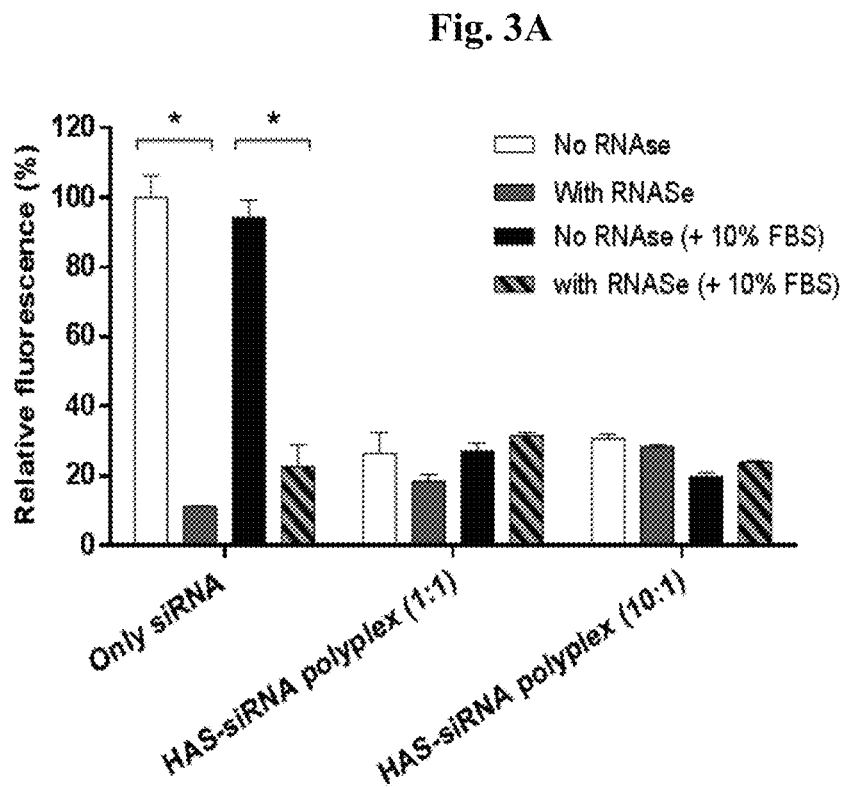 Fig. 3A
* *
No RNAse
With RNASe
No RNAse (+ 10% FBS)
with RNASe (+ 10% FBS)
Relative fluorescence (%)
120
100
80
60
40
20
0
Only siRNA
HAS-siRNA polyplex (1:1)
HAS-siRNA polyplex (10:1)